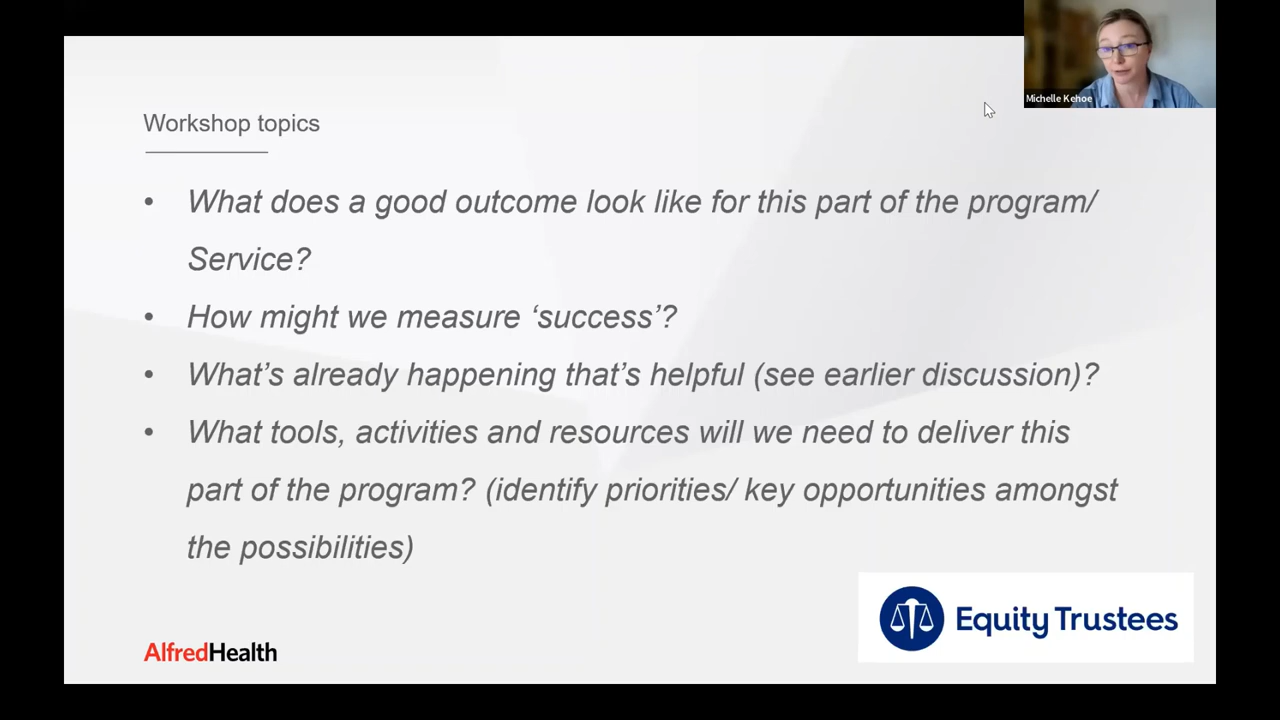 Michelle Kehoe
Workshop topics
• What does a good outcome look like for this part of the program/
Service?
• How might we measure ‘success’?
• What’s already happening that’s helpful (see earlier discussion)?
• What tools, activities and resources will we need to deliver this
part of the program? (identify priorities/ key opportunities amongst
the possibilities)
AlfredHealth
Equity Trustees